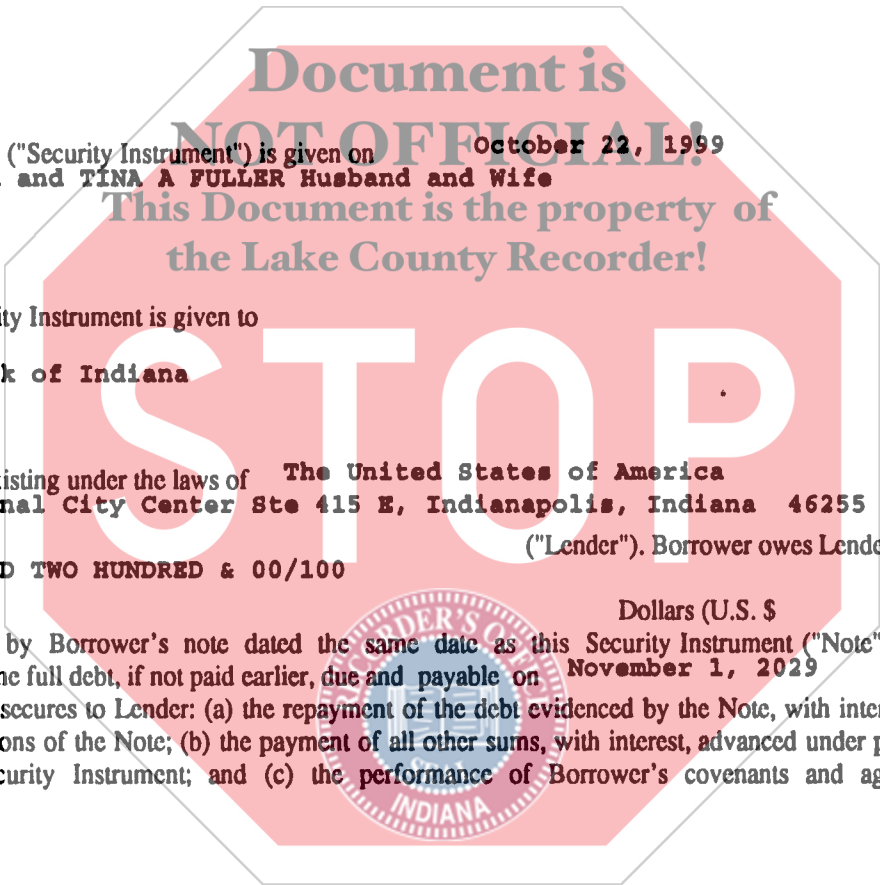 Document is
NOT OFFICIAL!
("Security Instrument") is given on October 22, 1999
and TINA A FULLER Husband and Wife
This Document is the property of
the Lake County Recorder!
ity Instrument is given to
k of Indiana
STOP
isting under the laws of The United States of America
nal City Center Ste 415 E, Indianapolis, Indiana 46255
("Lender"). Borrower owes Lende
D TWO HUNDRED & 00/100
Dollars (U.S. $
by Borrower's note dated the same date as this Security Instrument ("Note"
ne full debt, if not paid earlier, due and payable on November 1, 2029
secures to Lender: (a) the repayment of the debt evidenced by the Note, with inter
ons of the Note; (b) the payment of all other sums, with interest, advanced under p
curity Instrument; and (c) the performance of Borrower's covenants and ag
RECORDER'S OFFICE
SEAL
INDIANA